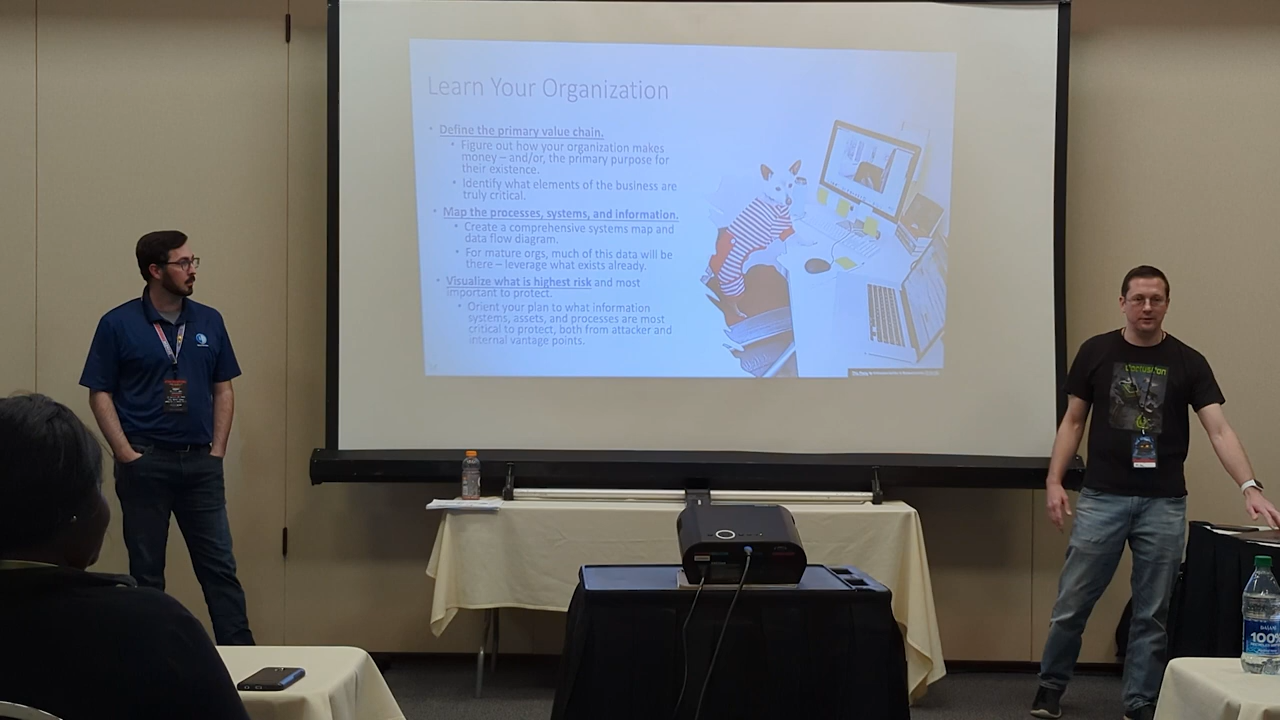 Learn Your Organization
• Define the primary value chain.
• Figure out how your organization makes
money – and/or, the primary purpose for
their existence.
• Identify what elements of the business are
truly critical.
• Map the processes, systems, and information.
• Create a comprehensive systems map and
data flow diagram.
• For mature orgs, much of this data will be
there – leverage what exists already.
• Visualize what is highest risk and most
important to protect.
• Orient your plan to what information
systems, assets, and processes are most
critical to protect, both from attacker and
internal vantage points.
DASANI
100%